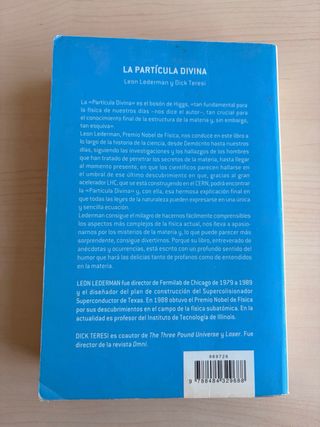 LA PARTÍCULA DIVINA
Leon Lederman y Dick Teresi
La «Partícula Divina» es el bosón de Higgs, «tan fundamental para
la física de nuestros días –nos dice el autor–, tan crucial para
el conocimiento final de la estructura de la materia y, sin embargo,
tan esquiva».
Leon Lederman, Premio Nobel de Física, nos conduce en este libro a
lo largo de la historia de la ciencia, desde Demócrito hasta nuestros
días, siguiendo las investigaciones y los hallazgos de los hombres
que han tratado de penetrar los secretos de la materia, hasta llegar
al momento presente, en que los científicos parecen hallarse en
el umbral de ese último descubrimiento en que, gracias al gran
acelerador LHC, que se está construyendo en el CERN, podrá encontrar
la «Partícula Divina» y, con ella, esa hermosa explicación final en
que todas las leyes de la naturaleza pueden expresarse en una única
y sencilla ecuación.
Lederman consigue el milagro de hacernos fácilmente comprensibles
los aspectos más complejos de la física actual, nos lleva a apasio-
narnos por los misterios de la materia y, lo que puede parecer más
sorprendente, consigue divertirnos. Porque su libro, entreverado de
anécdotas y ocurrencias, está escrito con un profundo sentido del
humor que hará las delicias tanto de profanos como de entendidos
en la materia.
LEON LEDERMAN fue director de Fermilab de Chicago de 1979 a 1989
y el diseñador del plan de construcción del Supercolisionador
Superconductor de Texas. En 1988 obtuvo el Premio Nobel de Física
por sus descubrimientos en el campo de la física subatómica. En la
actualidad es profesor del Instituto de Tecnología de Illinois.
DICK TERESI es coautor de The Three Pound Universe y Laser. Fue
director de la revista Omni.
969726
9 788484 329688